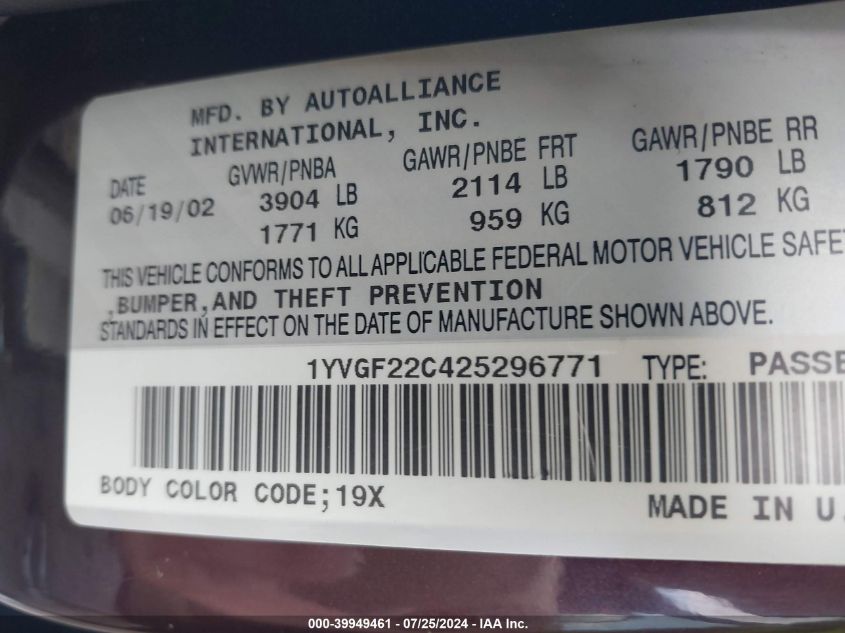 MFD. BY AUTOALLIANCE
INTERNATIONAL, INC.
DATE GVWR/PNBA GAWR/PNBE FRT GAWR/PNBE RR
06/19/02 3904 LB 2114 LB 1790 LB
1771 KG 959 KG 812 KG
THIS VEHICLE CONFORMS TO ALL APPLICABLE FEDERAL MOTOR VEHICLE SAFE
,BUMPER,AND THEFT PREVENTION
STANDARDS IN EFFECT ON THE DATE OF MANUFACTURE SHOWN ABOVE.
1YVGF22C425296771 TYPE: PASSE
BODY COLOR CODE;19X
MADE IN U.
000-39949461 - 07/25/2024 - IAA Inc.